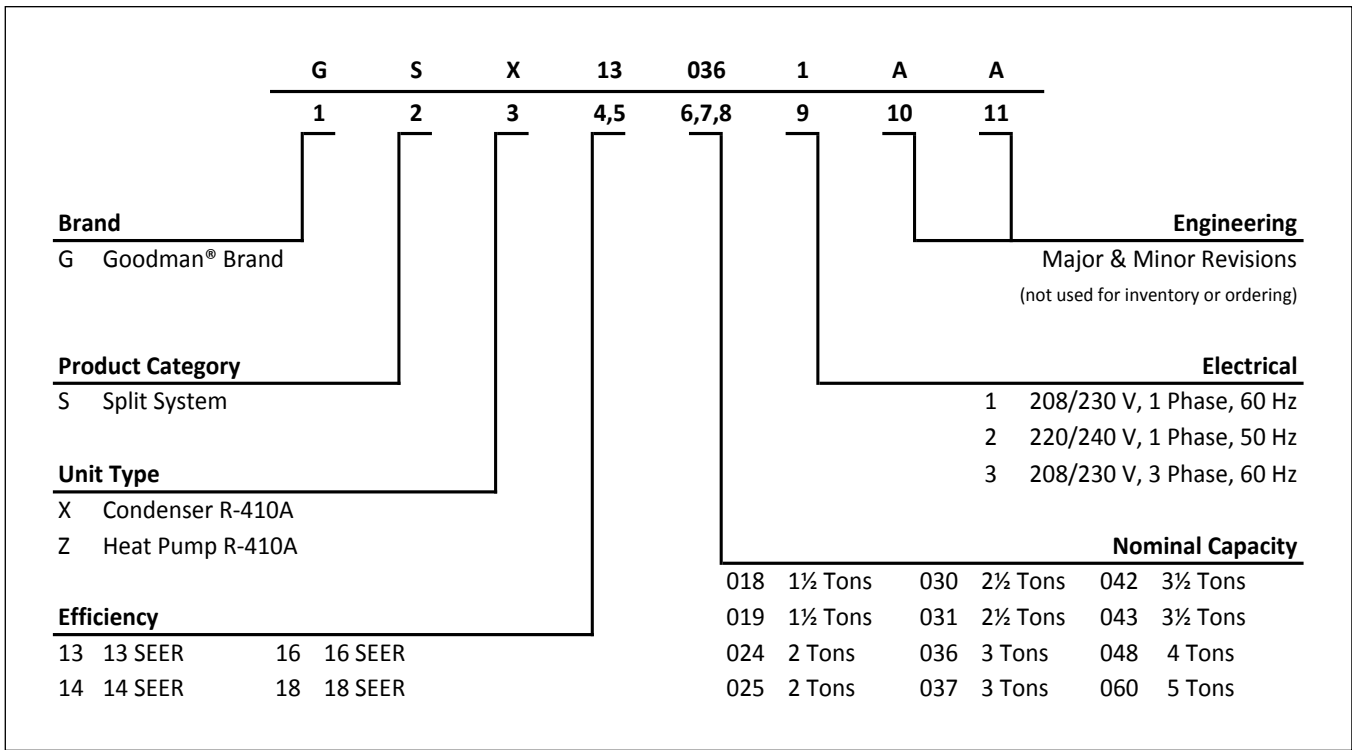 G S X 13 036 1 A A
1 2 3 4,5 6,7,8 9 10 11
Brand
G Goodman® Brand
Product Category
S Split System
Unit Type
X Condenser R-410A
Z Heat Pump R-410A
Efficiency
13 13 SEER 16 16 SEER
14 14 SEER 18 18 SEER
Engineering
Major & Minor Revisions
(not used for inventory or ordering)
Electrical
1 208/230 V, 1 Phase, 60 Hz
2 220/240 V, 1 Phase, 50 Hz
3 208/230 V, 3 Phase, 60 Hz
Nominal Capacity
018 1½ Tons 030 2½ Tons 042 3½ Tons
019 1½ Tons 031 2½ Tons 043 3½ Tons
024 2 Tons 036 3 Tons 048 4 Tons
025 2 Tons 037 3 Tons 060 5 Tons